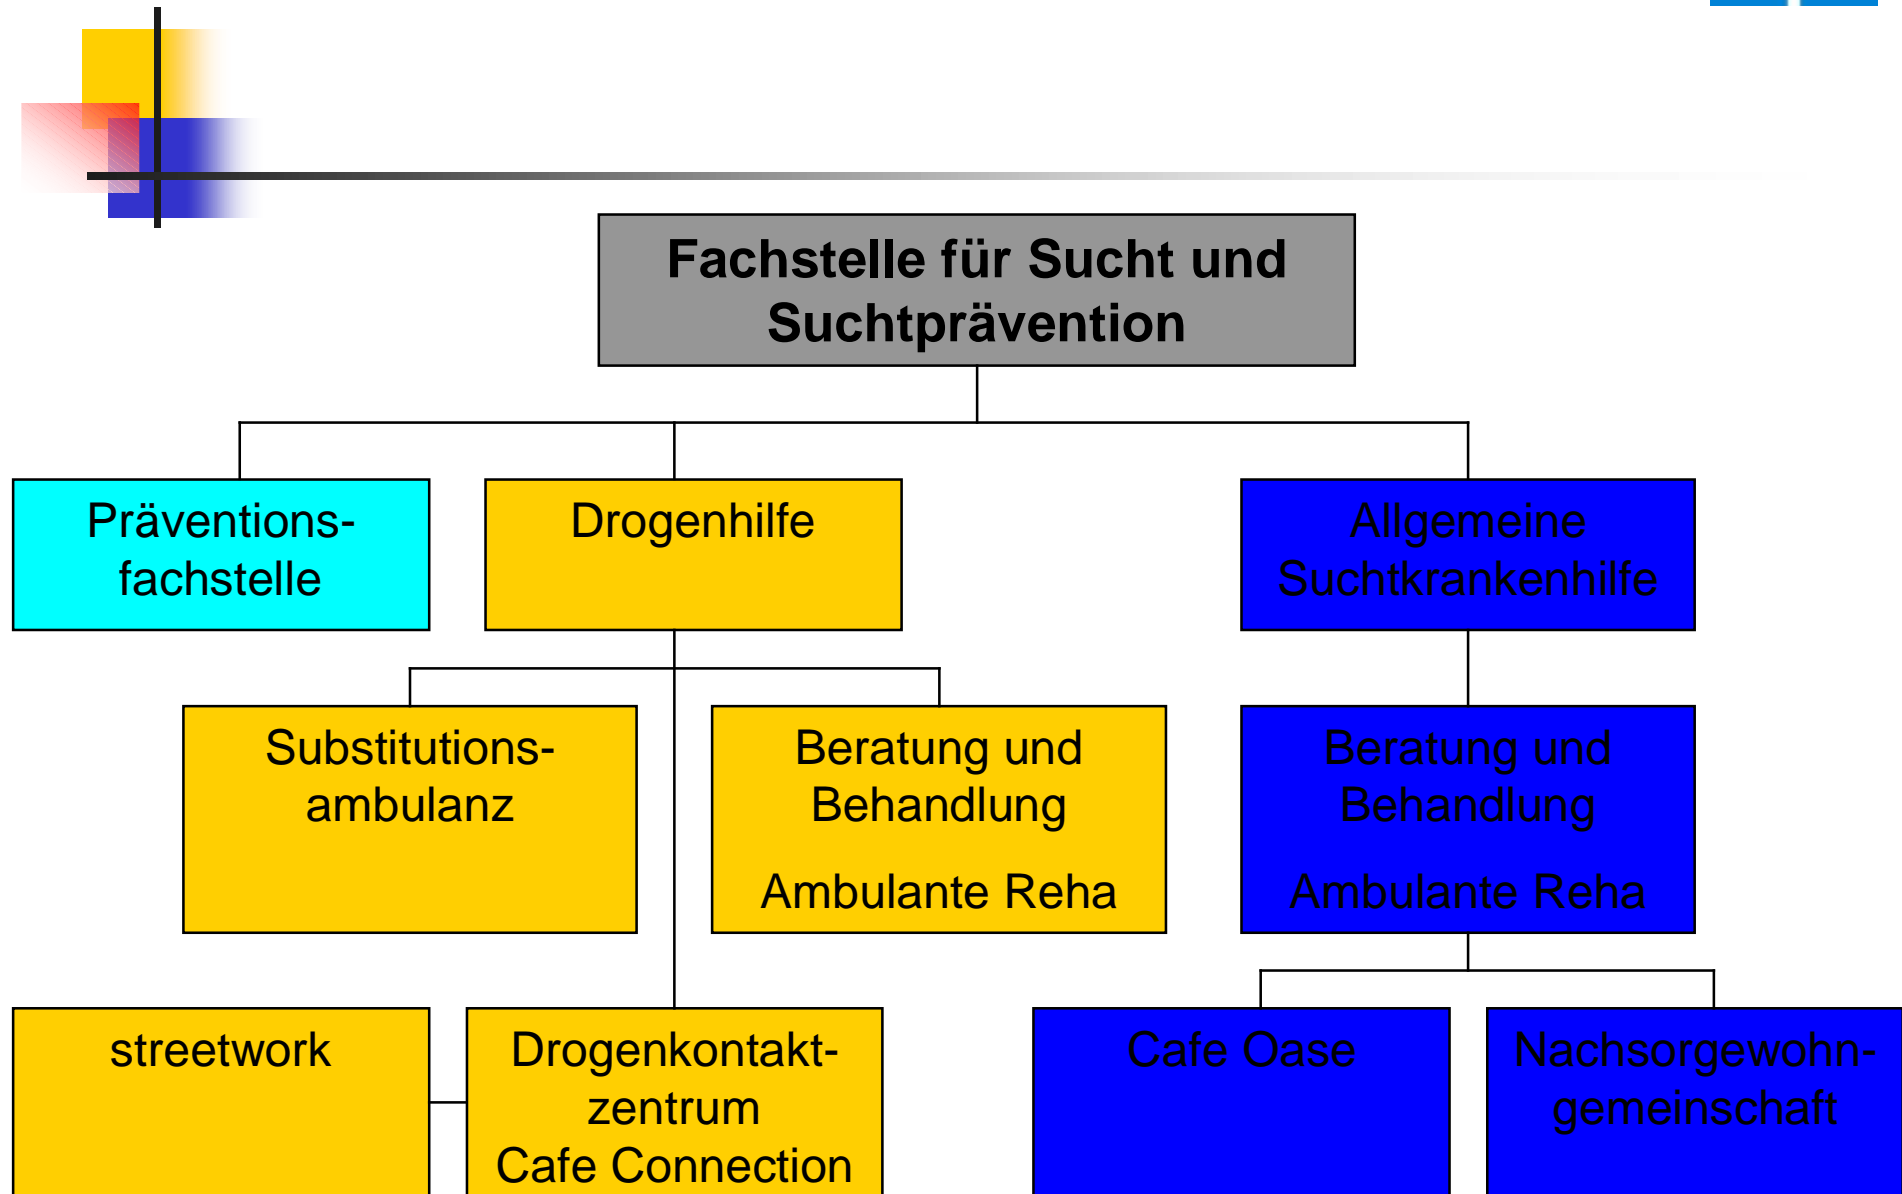 Fachstelle für Sucht und
Suchtprävention
Präventions-
fachstelle
Drogenhilfe
Allgemeine
Suchtkrankenhilfe
Substitutions-
ambulanz
Beratung und
Behandlung
Ambulante Reha
Beratung und
Behandlung
Ambulante Reha
streetwork
Drogenkontakt-
zentrum
Cafe Connection
Cafe Oase
Nachsorgewohn-
gemeinschaft